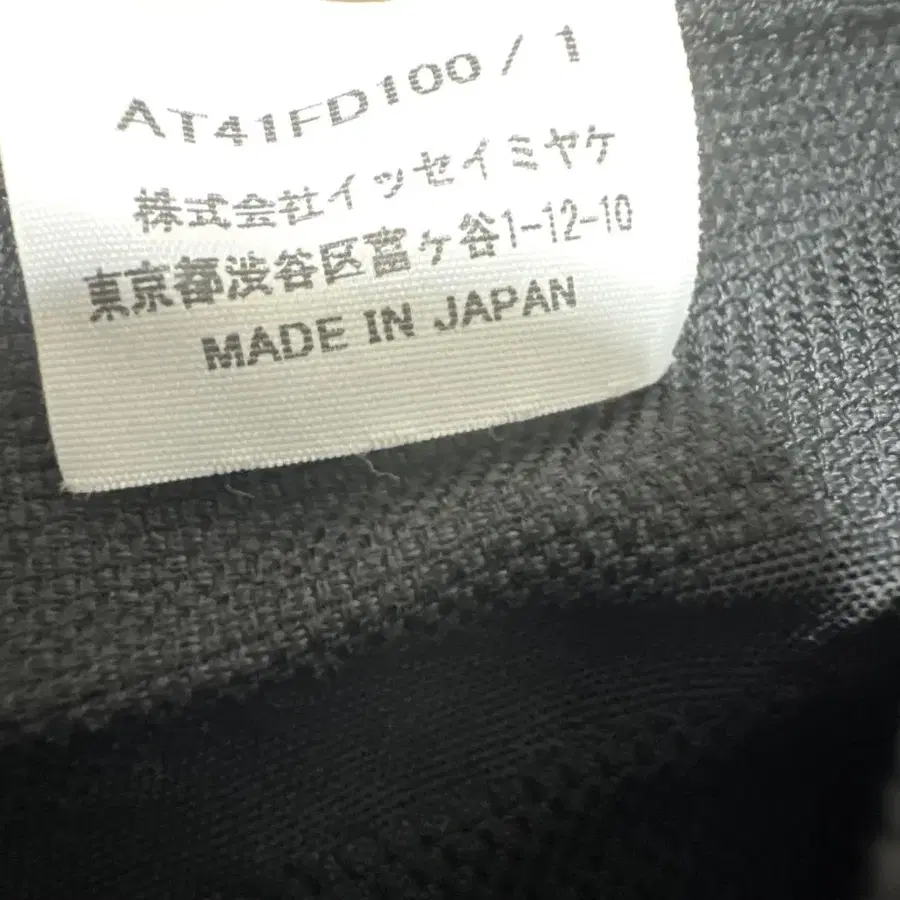 AT41FD100 / 1
株式会社イッセイミヤケ
東京都渋谷区富ヶ谷1-12-10
MADE IN JAPAN